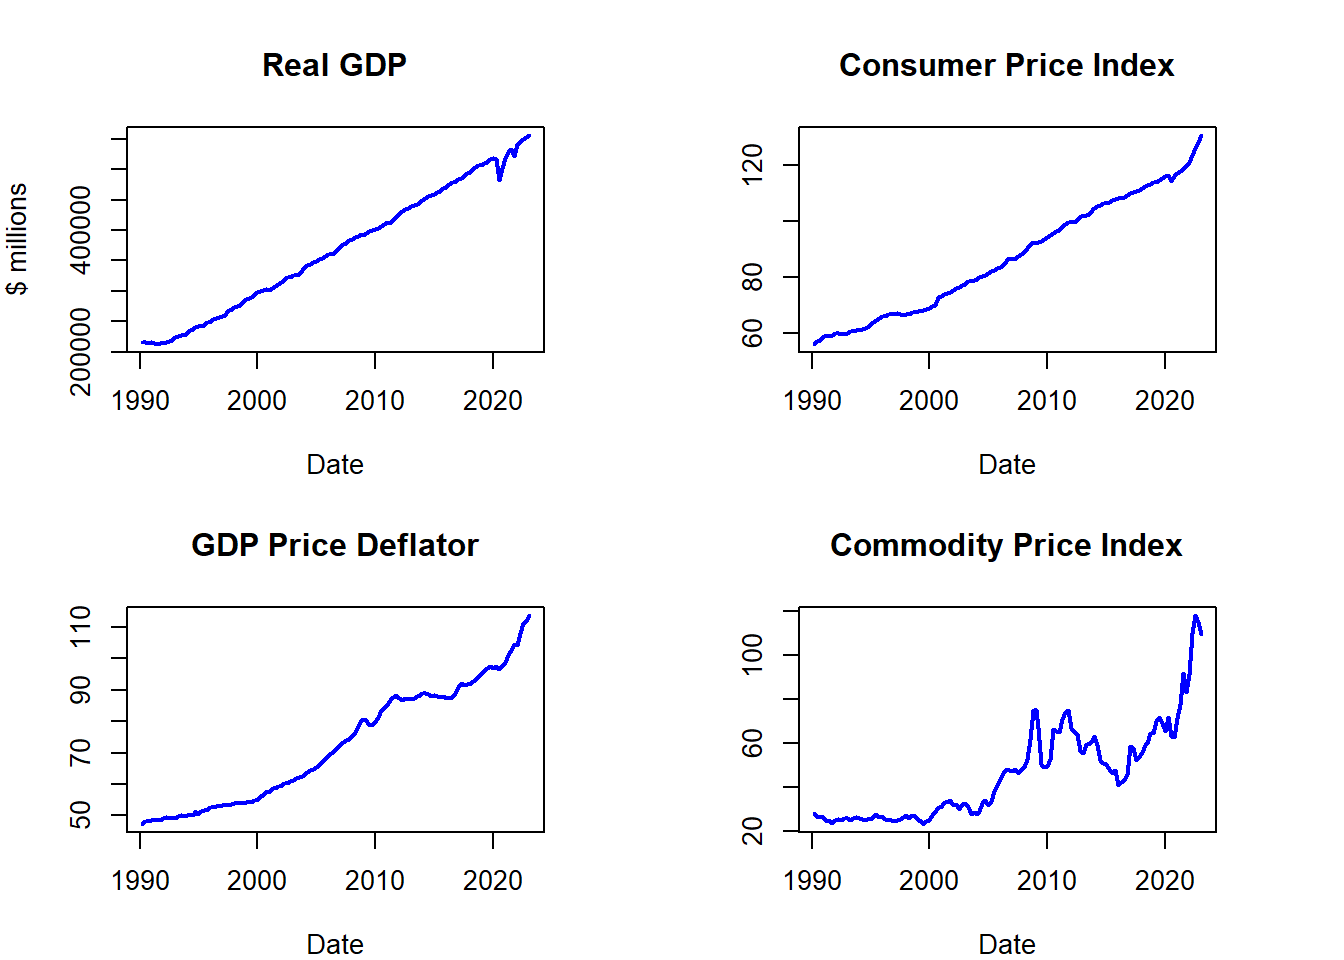 Real GDP
$ millions
200000 400000
1990 2000 2010 2020
Date
Consumer Price Index
60 80 120
1990 2000 2010 2020
Date
GDP Price Deflator
50 70 90 110
1990 2000 2010 2020
Date
Commodity Price Index
20 60 100
1990 2000 2010 2020
Date